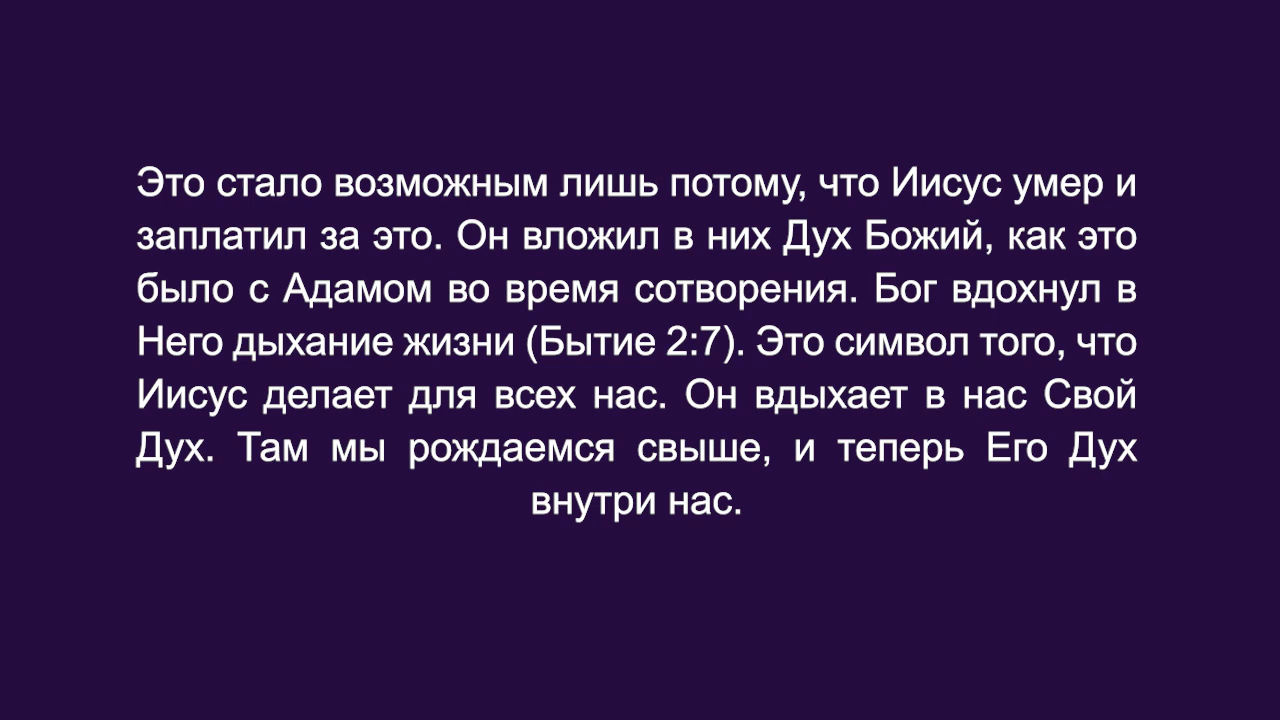 Это стало возможным лишь потому, что Иисус умер и
заплатил за это. Он вложил в них Дух Божий, как это
было с Адамом во время сотворения. Бог вдохнул в
Него дыхание жизни (Бытие 2:7). Это символ того, что
Иисус делает для всех нас. Он вдыхает в нас Свой
Дух. Там мы рождаемся свыше, и теперь Его Дух
внутри нас.